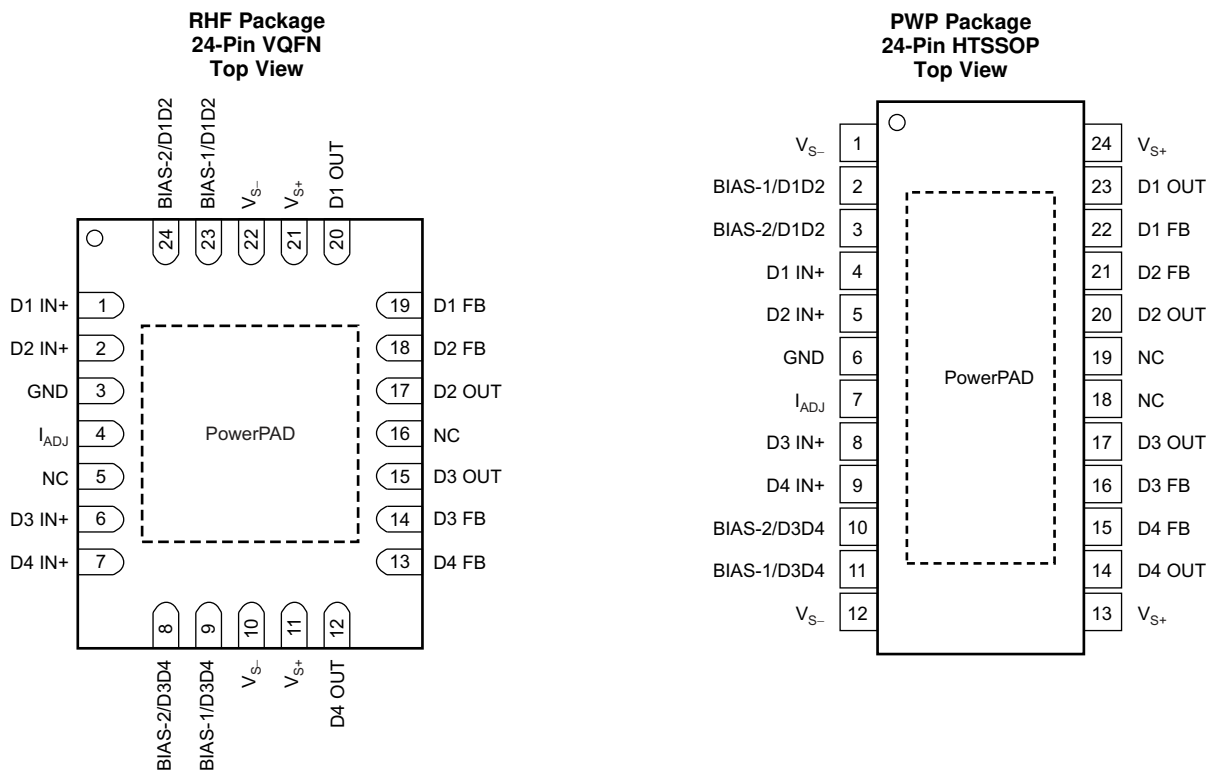 RHF Package
24-Pin VQFN
Top View
BIAS-2/D1D2
BIAS-1/D1D2
VS–
VS+
D1 OUT
24
23
22
21
20
D1 IN+ 1
D2 IN+ 2
GND 3
IADJ 4
NC 5
D3 IN+ 6
D4 IN+ 7
PowerPAD
19 D1 FB
18 D2 FB
17 D2 OUT
16 NC
15 D3 OUT
14 D3 FB
13 D4 FB
8
9
10
11
12
BIAS-2/D3D4
BIAS-1/D3D4
VS–
VS+
D4 OUT
PWP Package
24-Pin HTSSOP
Top View
VS– 1
BIAS-1/D1D2 2
BIAS-2/D1D2 3
D1 IN+ 4
D2 IN+ 5
GND 6
IADJ 7
D3 IN+ 8
D4 IN+ 9
BIAS-2/D3D4 10
BIAS-1/D3D4 11
VS– 12
PowerPAD
24 VS+
23 D1 OUT
22 D1 FB
21 D2 FB
20 D2 OUT
19 NC
18 NC
17 D3 OUT
16 D3 FB
15 D4 FB
14 D4 OUT
13 VS+